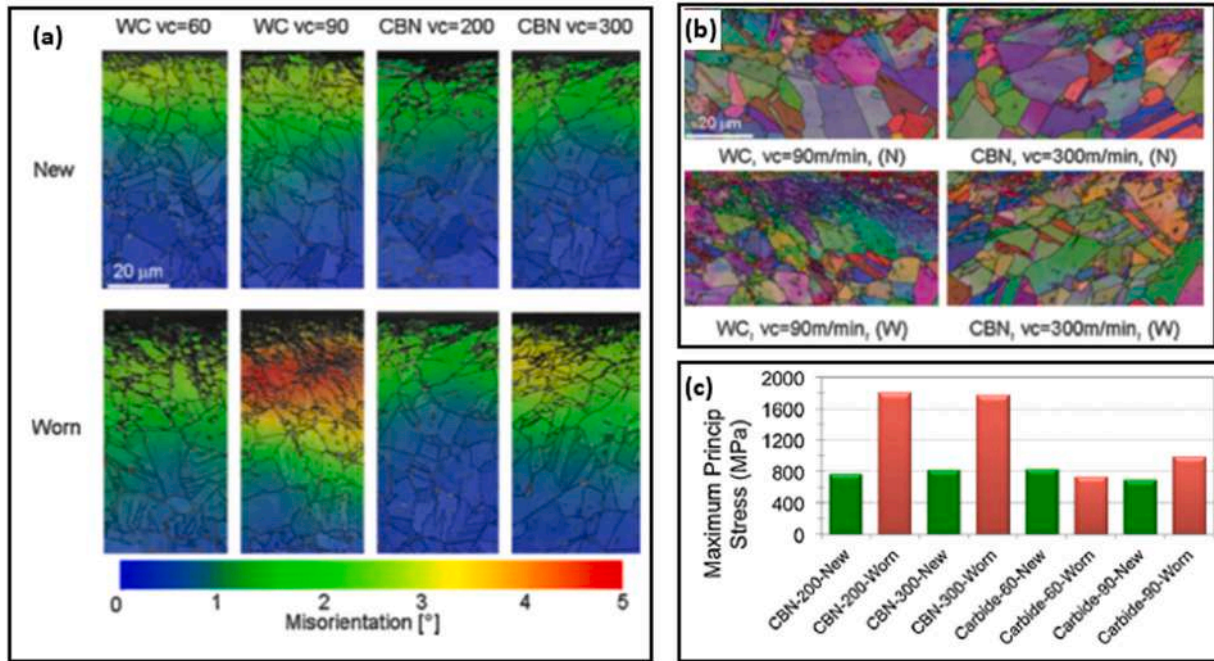 (a)
WC vc=60 WC vc=90 CBN vc=200 CBN vc=300
New
20 μm
Worn
0 1 2 3 4 5
Misorientation [°]
(b)
20 μm
WC, vc=90m/min, (N) CBN, vc=300m/min, (N)
WC, vc=90m/min, (W) CBN, vc=300m/min, (W)
(c)
Maximum Princip
Stress (MPa)
2000
1600
1200
800
400
0
CBN-200-New
CBN-200-Worn
CBN-300-New
CBN-300-Worn
Carbide-60-New
Carbide-60-Worn
Carbide-90-New
Carbide-90-Worn